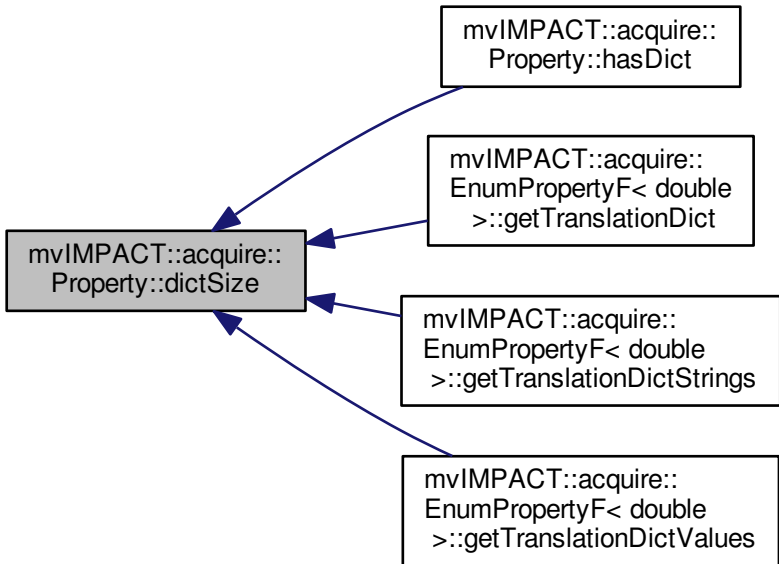 mvIMPACT::acquire::
Property::hasDict
mvIMPACT::acquire::
EnumPropertyF< double
>::getTranslationDict
mvIMPACT::acquire::
Property::dictSize
mvIMPACT::acquire::
EnumPropertyF< double
>::getTranslationDictStrings
mvIMPACT::acquire::
EnumPropertyF< double
>::getTranslationDictValues